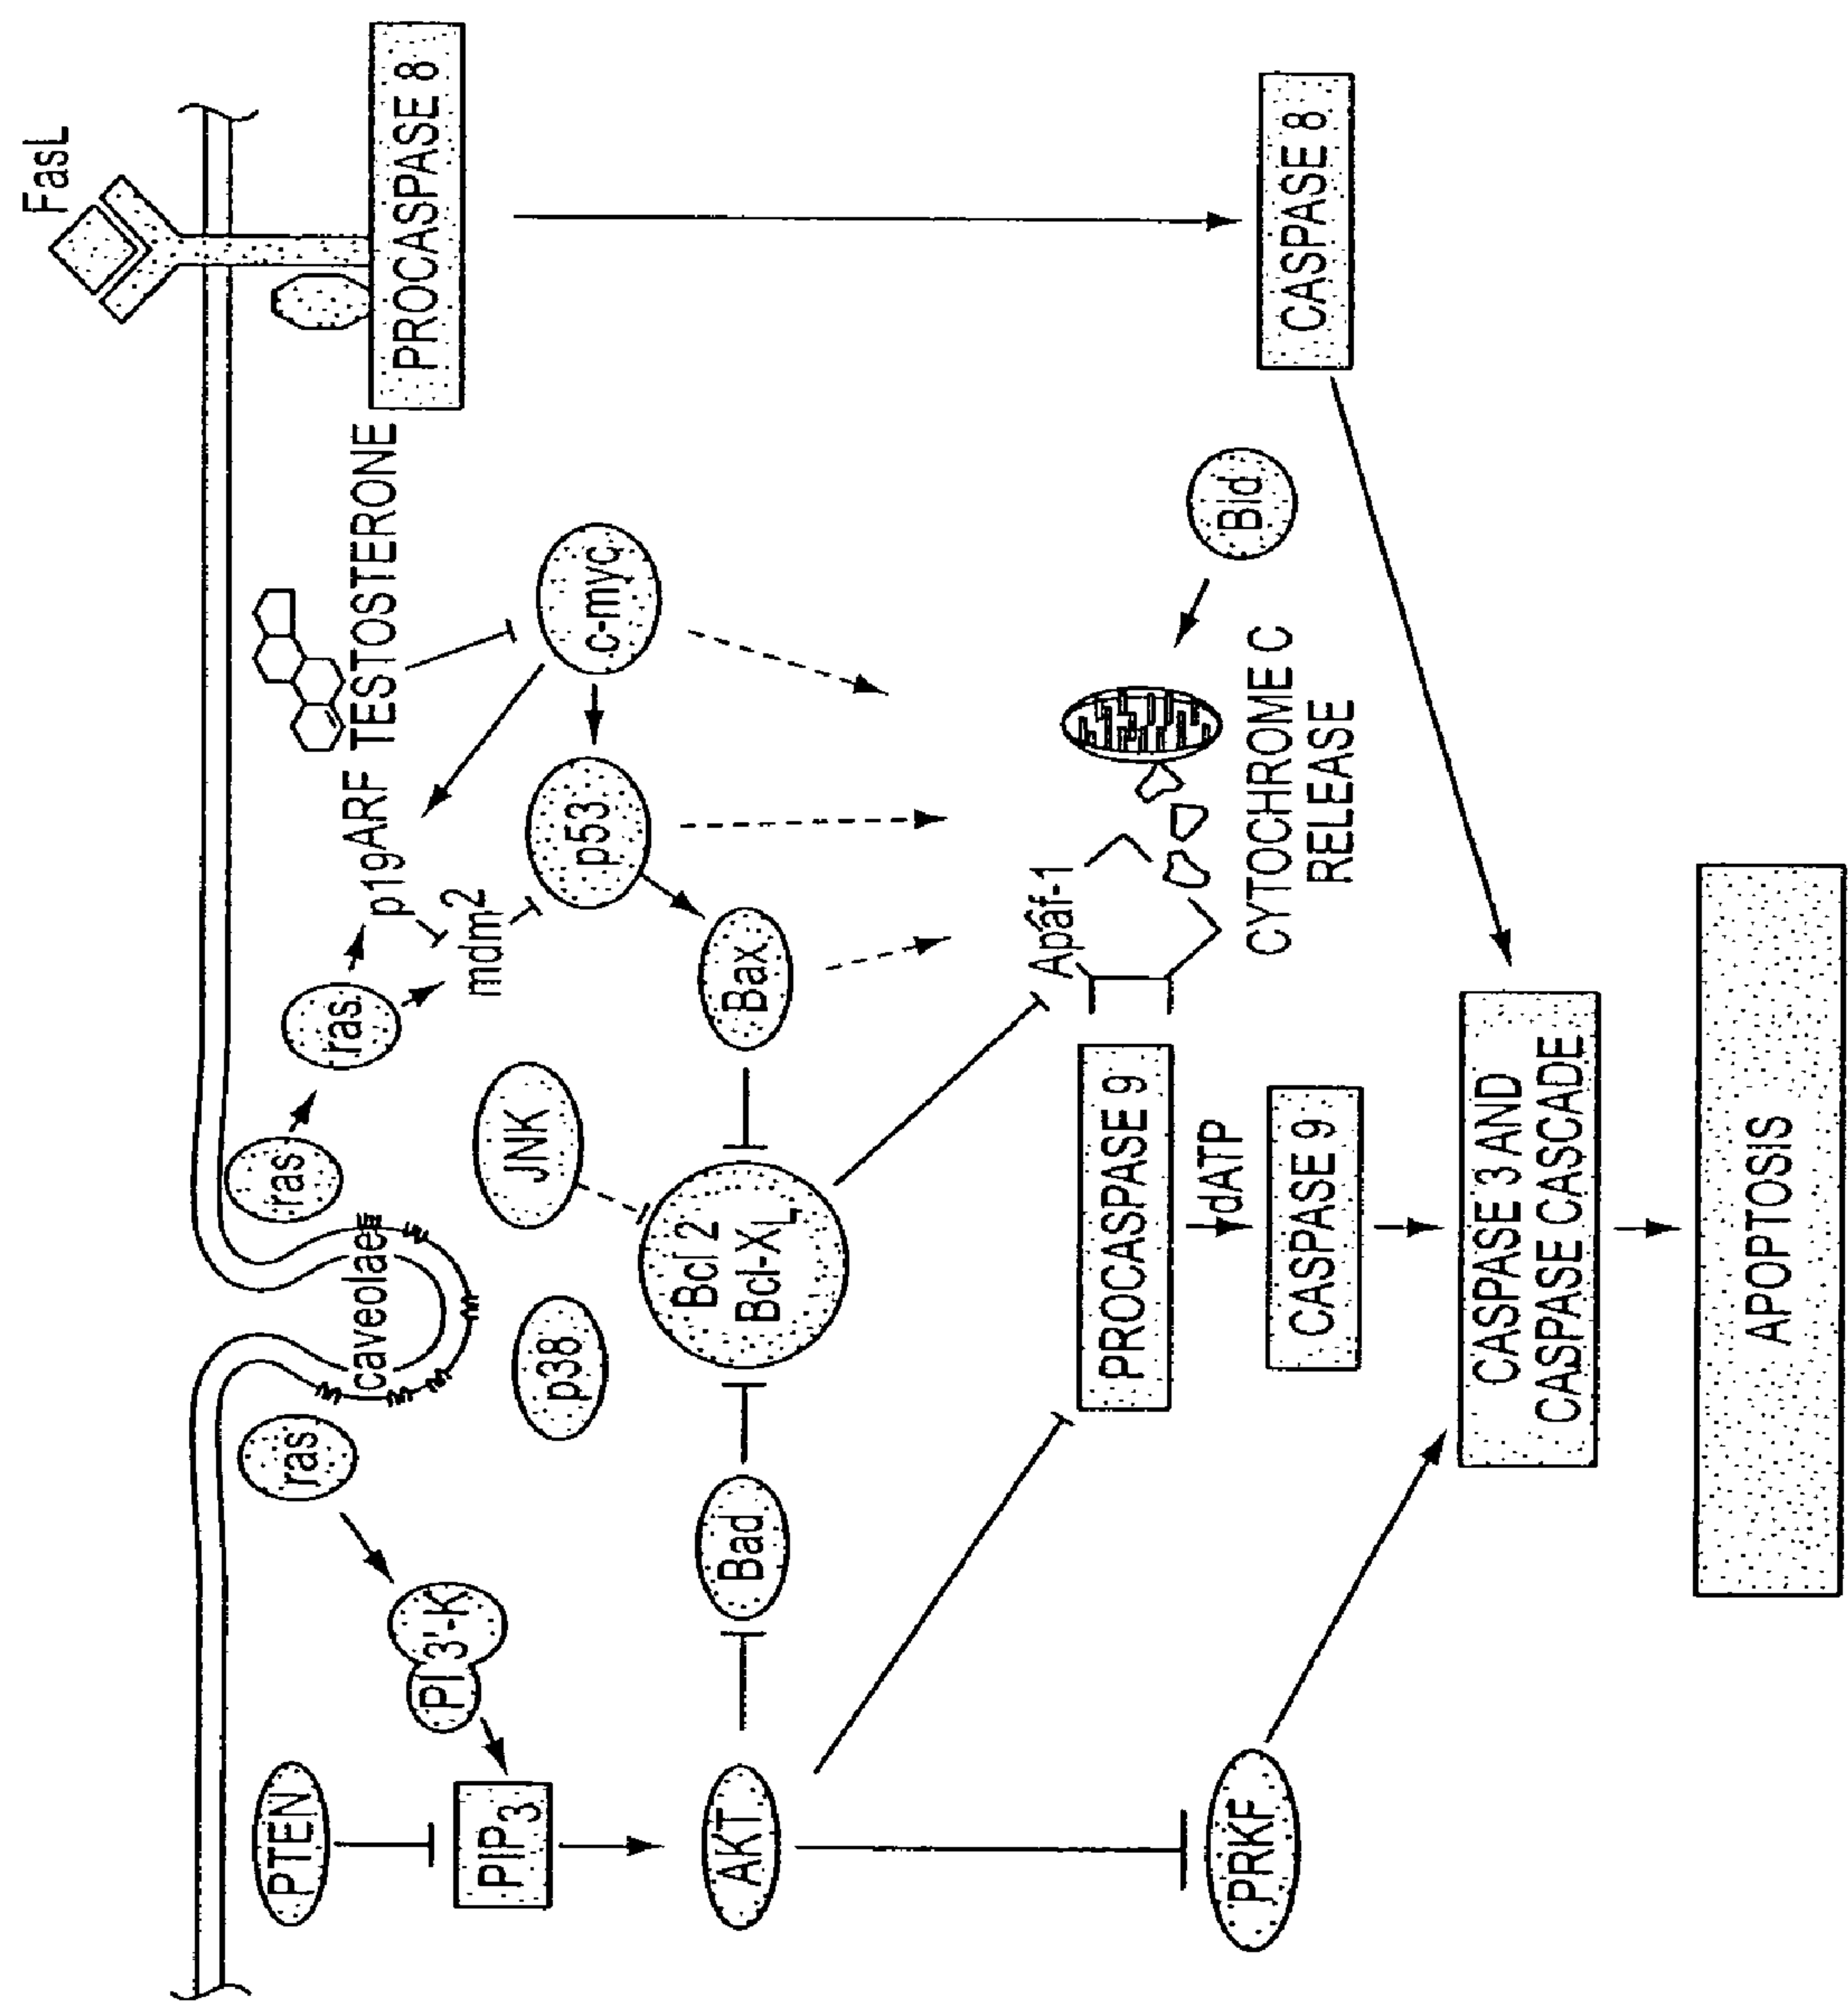 FasL
PROCASPASE 8
TESTOSTERONE
p19ARF
ras
ras
caveolae
ras
PTEN
PI 3'-K
PIP3
mdm2
c-myc
p53
JNK
p38
Bax
Bcl 2
Bcl-XL
Bad
AKT
Apaf-1
Bid
CYTOCHROME C
RELEASE
CASPASE 8
PROCASPASE 9
dATP
CASPASE 9
PRKF
CASPASE 3 AND
CASPASE CASCADE
APOPTOSIS